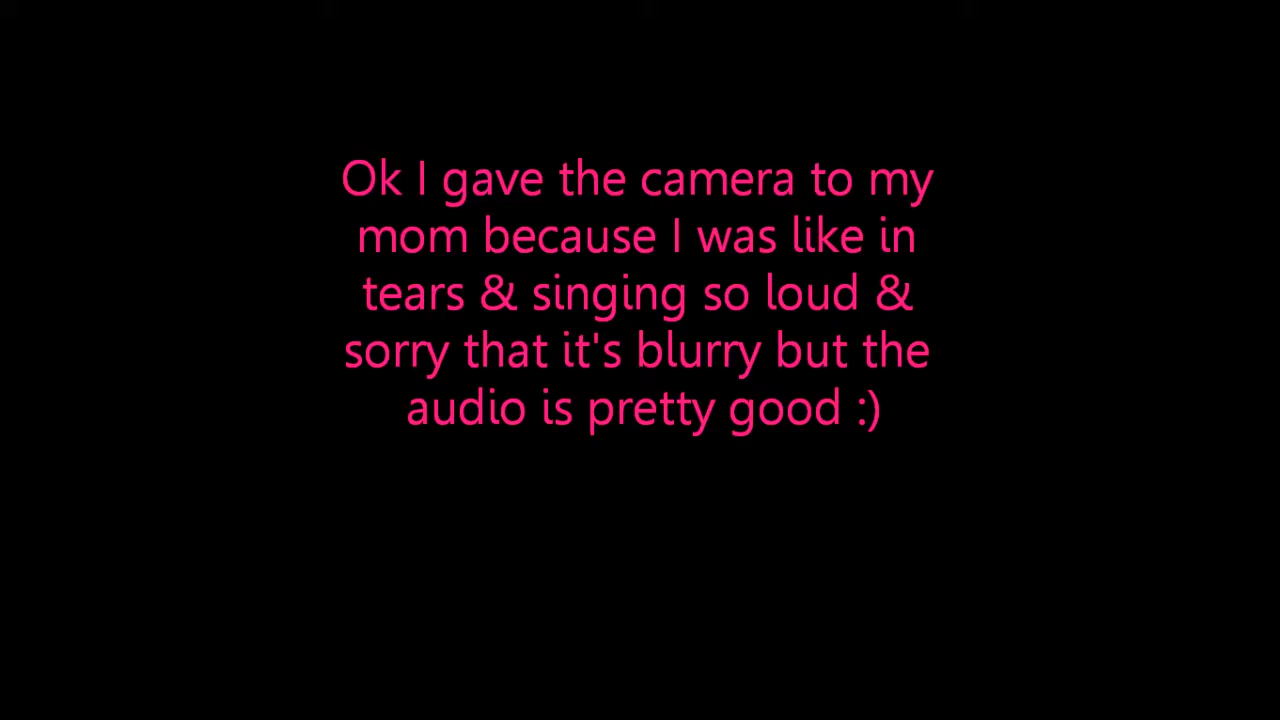 Ok I gave the camera to my
mom because I was like in
tears & singing so loud &
sorry that it's blurry but the
audio is pretty good :)